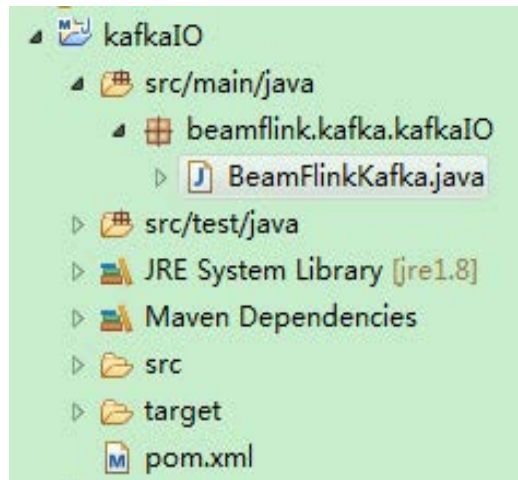 kafkaIO
src/main/java
beamflink.kafka.kafkaIO
BeamFlinkKafka.java
src/test/java
JRE System Library [jre1.8]
Maven Dependencies
src
target
pom.xml